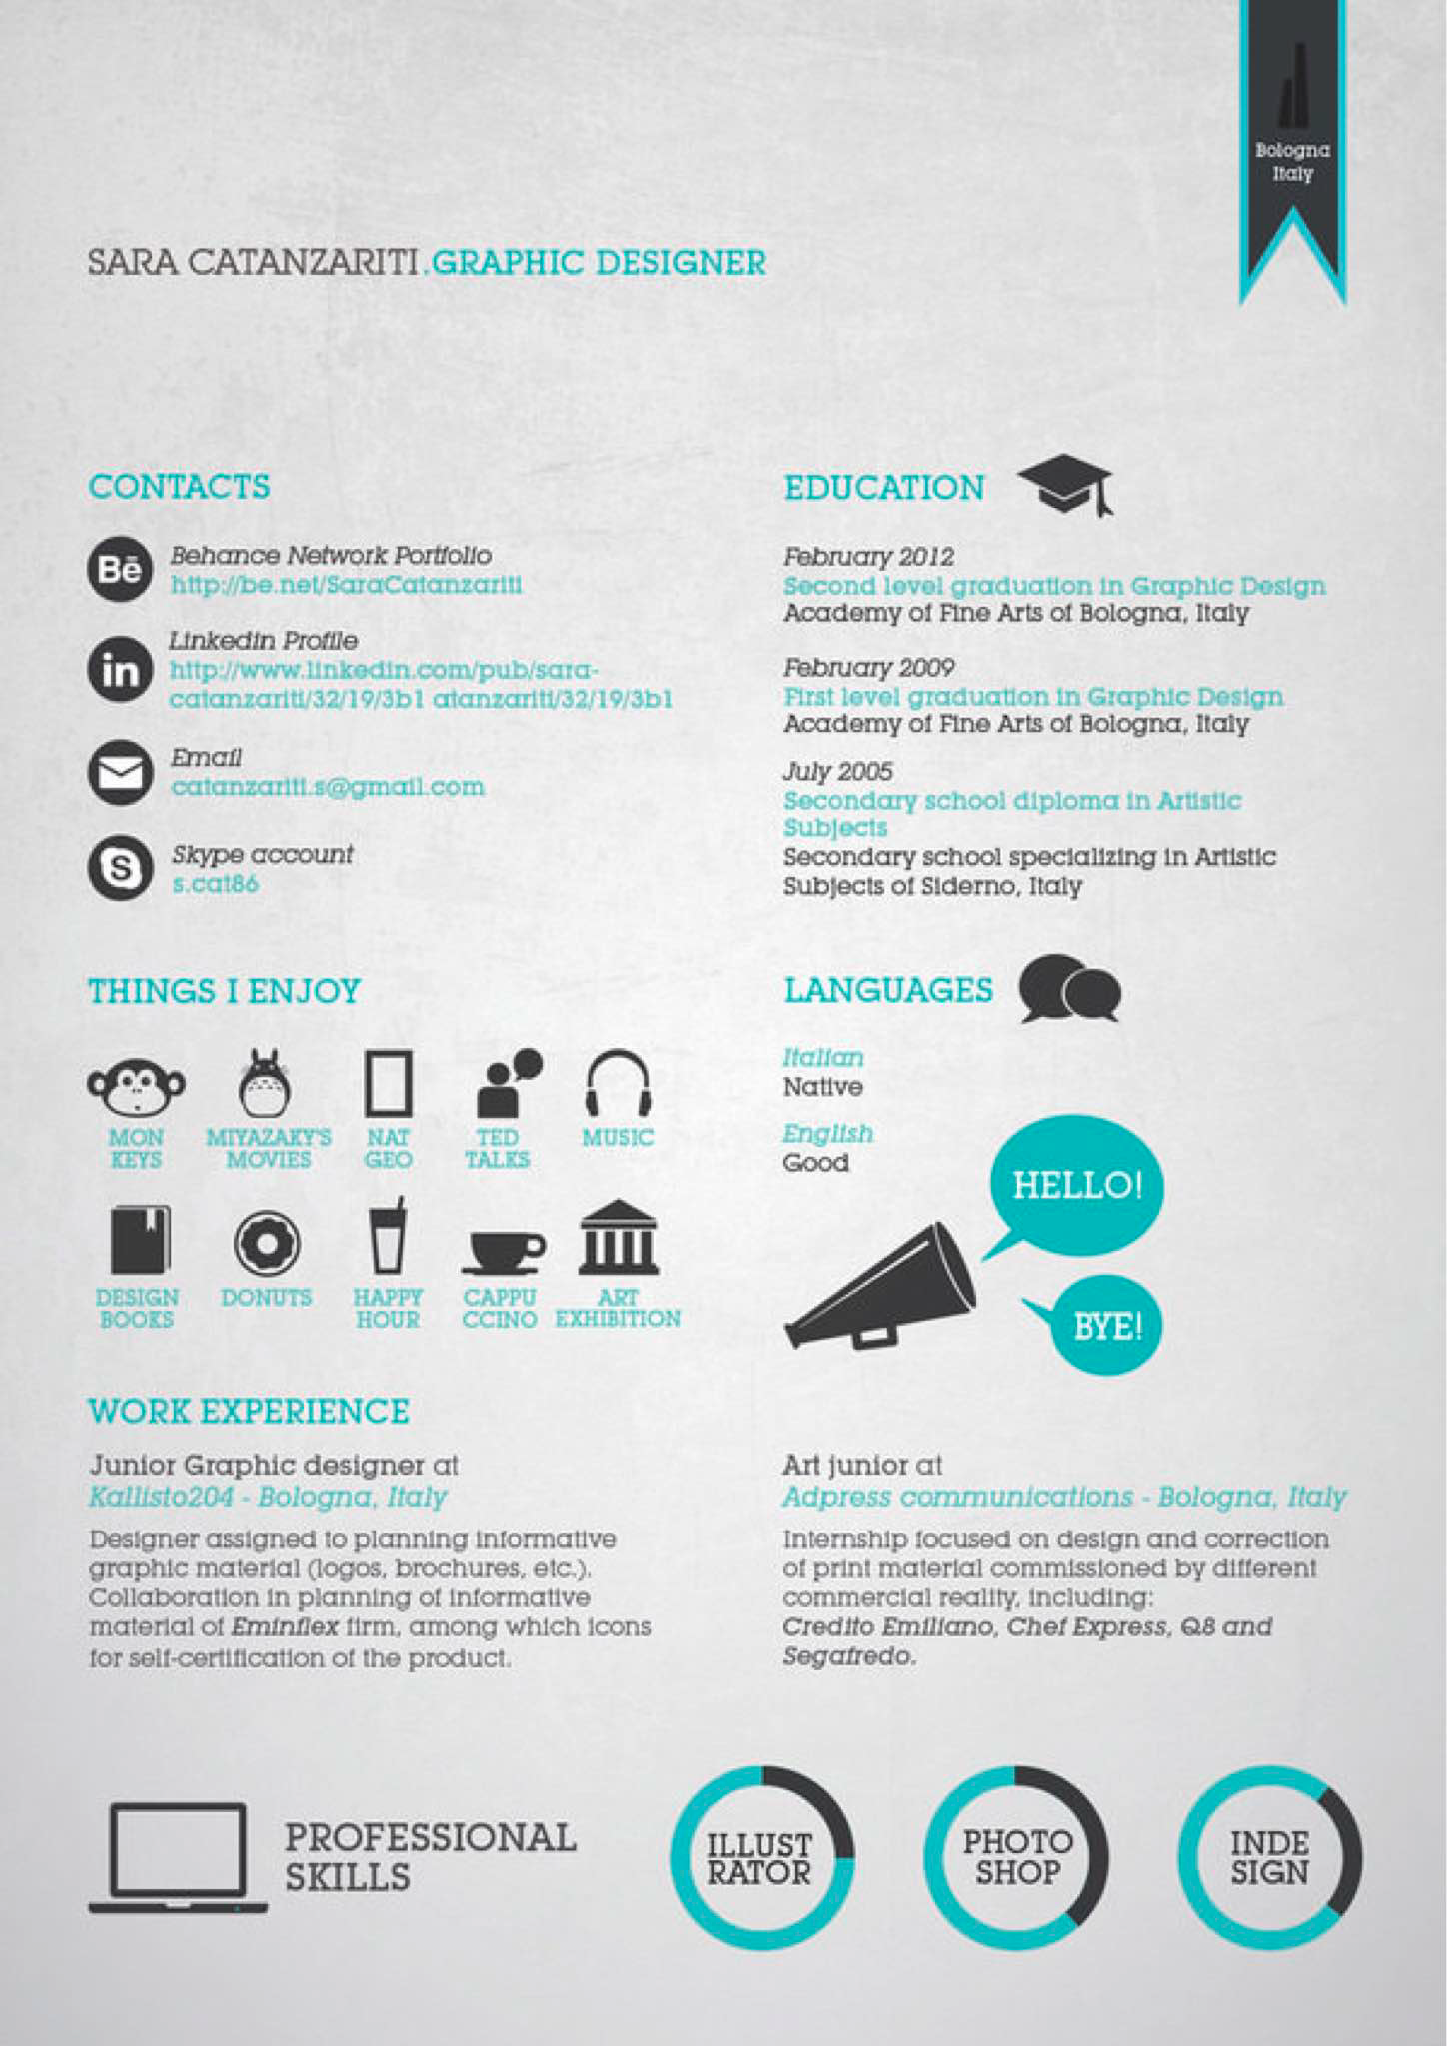 Bologna
Italy
SARA CATANZARITI.GRAPHIC DESIGNER
CONTACTS
Bē
Behance Network Portfolio
http://be.net/SaraCatanzariti
in
Linkedin Profile
http://www.linkedin.com/pub/sara-
catanzariti/32/19/3b1 atanzariti/32/19/3b1
Email
catanzariti.s@gmail.com
S
Skype account
s.cat86
EDUCATION
February 2012
Second level graduation in Graphic Design
Academy of Fine Arts of Bologna, Italy
February 2009
First level graduation in Graphic Design
Academy of Fine Arts of Bologna, Italy
July 2005
Secondary school diploma in Artistic
Subjects
Secondary school specializing in Artistic
Subjects of Siderno, Italy
THINGS I ENJOY
MON
KEYS
MIYAZAKY'S
MOVIES
NAT
GEO
TED
TALKS
MUSIC
DESIGN
BOOKS
DONUTS
HAPPY
HOUR
CAPPU
CCINO
ART
EXHIBITION
LANGUAGES
Italian
Native
English
Good
HELLO!
BYE!
WORK EXPERIENCE
Junior Graphic designer at
Kallisto204 - Bologna, Italy
Designer assigned to planning informative
graphic material (logos, brochures, etc.).
Collaboration in planning of informative
material of Eminflex firm, among which icons
for self-certification of the product.
Art junior at
Adpress communications - Bologna, Italy
Internship focused on design and correction
of print material commissioned by different
commercial reality, including:
Credito Emiliano, Chef Express, Q8 and
Segafredo.
PROFESSIONAL
SKILLS
ILLUST
RATOR
PHOTO
SHOP
INDE
SIGN